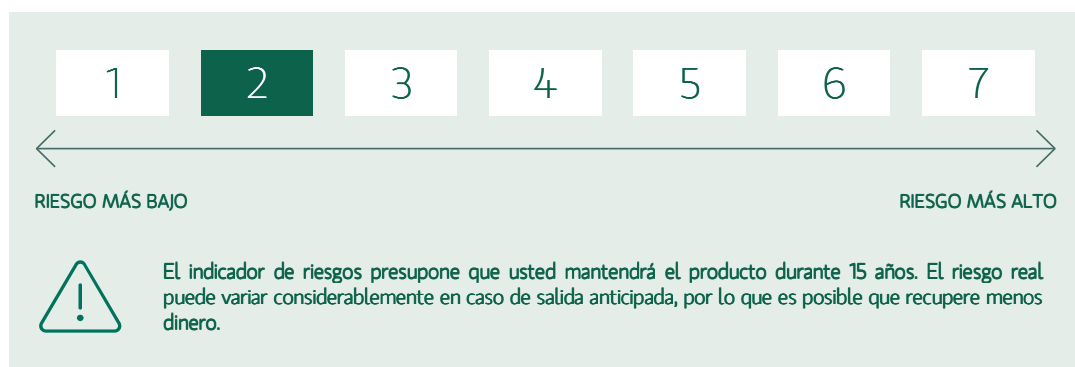 1 2 3 4 5 6 7
RIESGO MÁS BAJO RIESGO MÁS ALTO
El indicador de riesgos presupone que usted mantendrá el producto durante 15 años. El riesgo real
puede variar considerablemente en caso de salida anticipada, por lo que es posible que recupere menos
dinero.